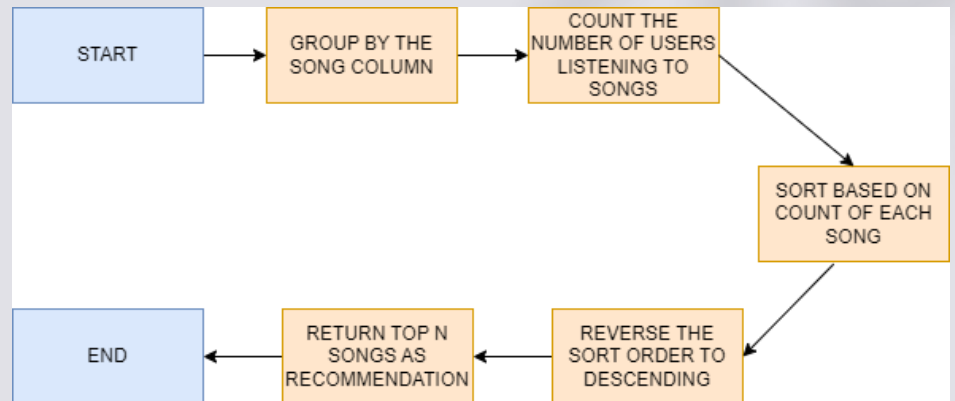 START
GROUP BY THE
SONG COLUMN
COUNT THE
NUMBER OF USERS
LISTENING TO
SONGS
SORT BASED ON
COUNT OF EACH
SONG
REVERSE THE
SORT ORDER TO
DESCENDING
RETURN TOP N
SONGS AS
RECOMMENDATION
END